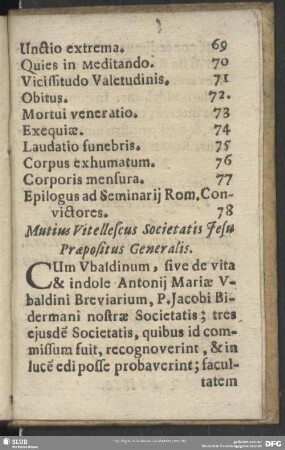 Unctio extrema. 69
Quies in Meditando. 70
Vicissitudo Valetudinis. 71
Obitus. 72.
Mortui veneratio. 73
Exequiæ. 74
Laudatio funebris. 75
Corpus exhumatum. 76
Corporis mensura. 77
Epilogus ad Seminarij Rom. Con-
victores. 78
Mutius Vitellescus Societatis Jesu
Præpositus Generalis.
CUm Vbaldinum, sive de vita
& indole Antonij Mariæ V-
baldini Breviarium, P. Jacobi Bi-
dermani nostræ Societatis; tres
ejusdē Societatis, quibus id com-
missum fuit, recognoverint, & in
lucē edi posse probaverint; facul-
tatem
SLUB
DFG